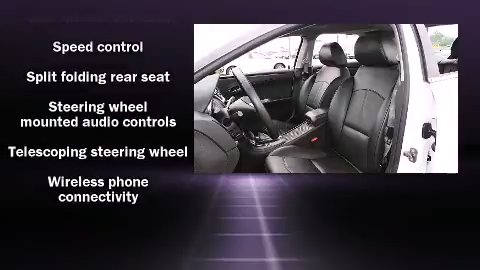 Speed control
Split folding rear seat
Steering wheel
mounted audio controls
Telescoping steering wheel
Wireless phone
connectivity